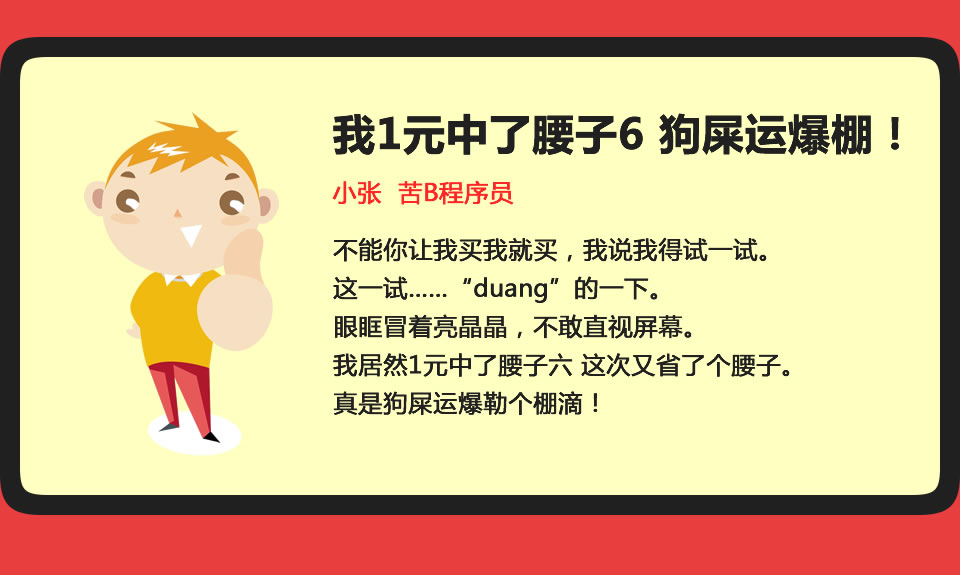 我1元中了腰子6 狗屎运爆棚！
小张 苦B程序员
不能你让我买我就买，我说我得试一试。
这一试……“duang”的一下。
眼眶冒着亮晶晶，不敢直视屏幕。
我居然1元中了腰子六 这次又省了个腰子。
真是狗屎运爆勒个棚滴！